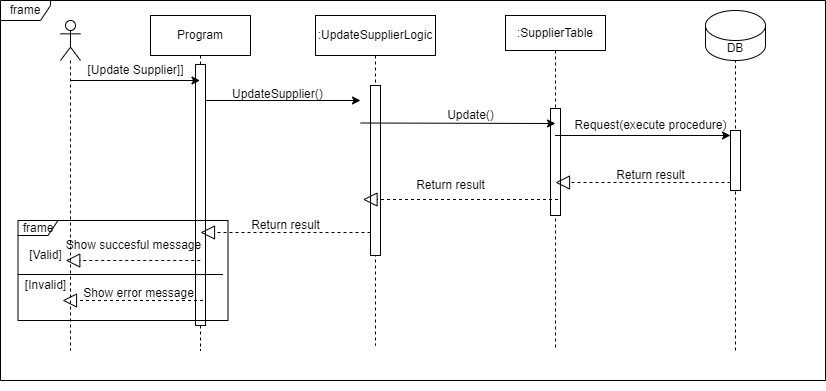 frame
Program
:UpdateSupplierLogic
:SupplierTable
DB
[Update Supplier]]
UpdateSupplier()
Update()
Request(execute procedure)
Return result
Return result
Return result
frame
Show succesful message
[Valid]
[Invalid]
Show error message